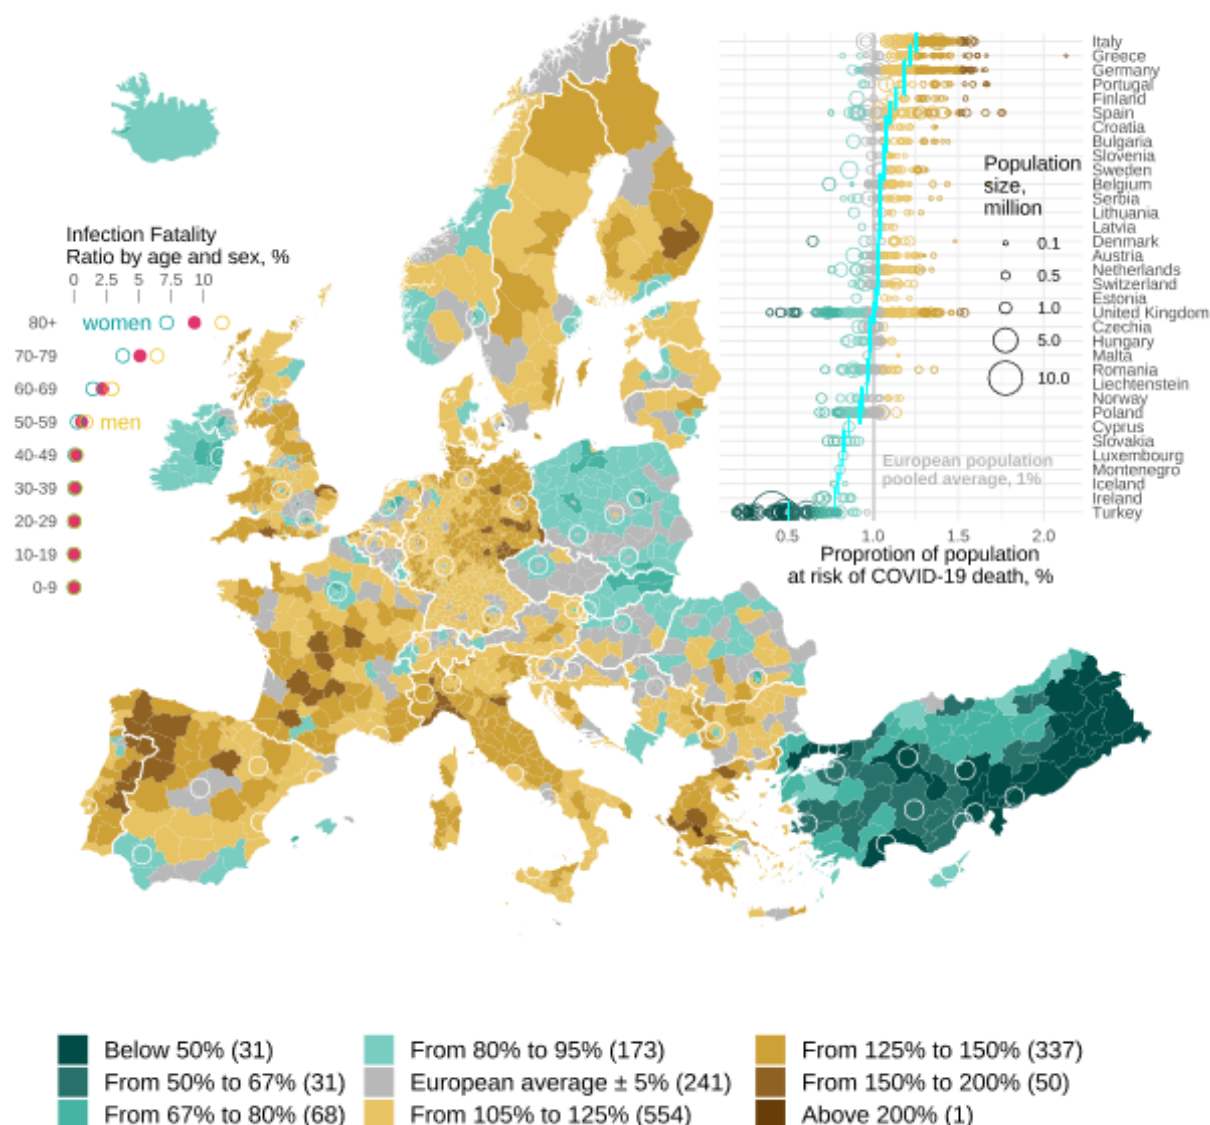 Italy
Greece
Germany
Portugal
Finland
Spain
Croatia
Bulgaria
Slovenia
Sweden
Belgium
Serbia
Lithuania
Latvia
Denmark
Austria
Netherlands
Switzerland
Estonia
United Kingdom
Czechia
Hungary
Malta
Romania
Liechtenstein
Norway
Poland
Cyprus
Slovakia
Luxembourg
Montenegro
Iceland
Ireland
Turkey
Population
size,
million
0.1
0.5
1.0
5.0
10.0
European population
pooled average, 1%
0.5 1.0 1.5 2.0
Proprotion of population
at risk of COVID-19 death, %
Infection Fatality
Ratio by age and sex, %
0 2.5 5 7.5 10
80+ women
70-79
60-69
50-59 men
40-49
30-39
20-29
10-19
0-9
Below 50% (31)
From 50% to 67% (31)
From 67% to 80% (68)
From 80% to 95% (173)
European average ± 5% (241)
From 105% to 125% (554)
From 125% to 150% (337)
From 150% to 200% (50)
Above 200% (1)